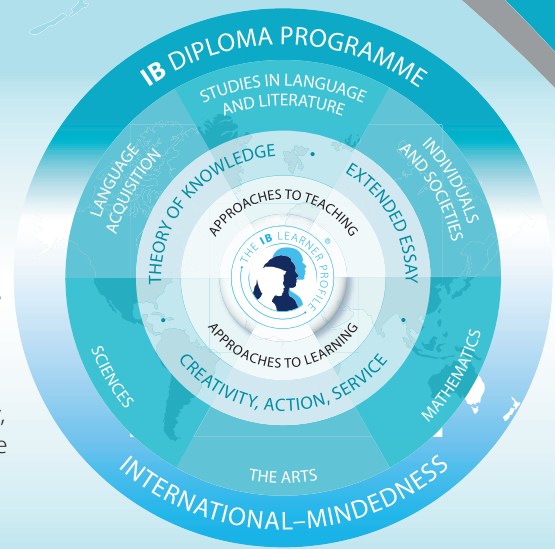 IB DIPLOMA PROGRAMME
STUDIES IN LANGUAGE
AND LITERATURE
LANGUAGE
ACQUISITION
INDIVIDUALS
AND SOCIETIES
THEORY OF KNOWLEDGE
EXTENDED ESSAY
APPROACHES TO TEACHING
THE IB LEARNER PROFILE ®
APPROACHES TO LEARNING
CREATIVITY, ACTION, SERVICE
SCIENCES
MATHEMATICS
THE ARTS
INTERNATIONAL–MINDEDNESS